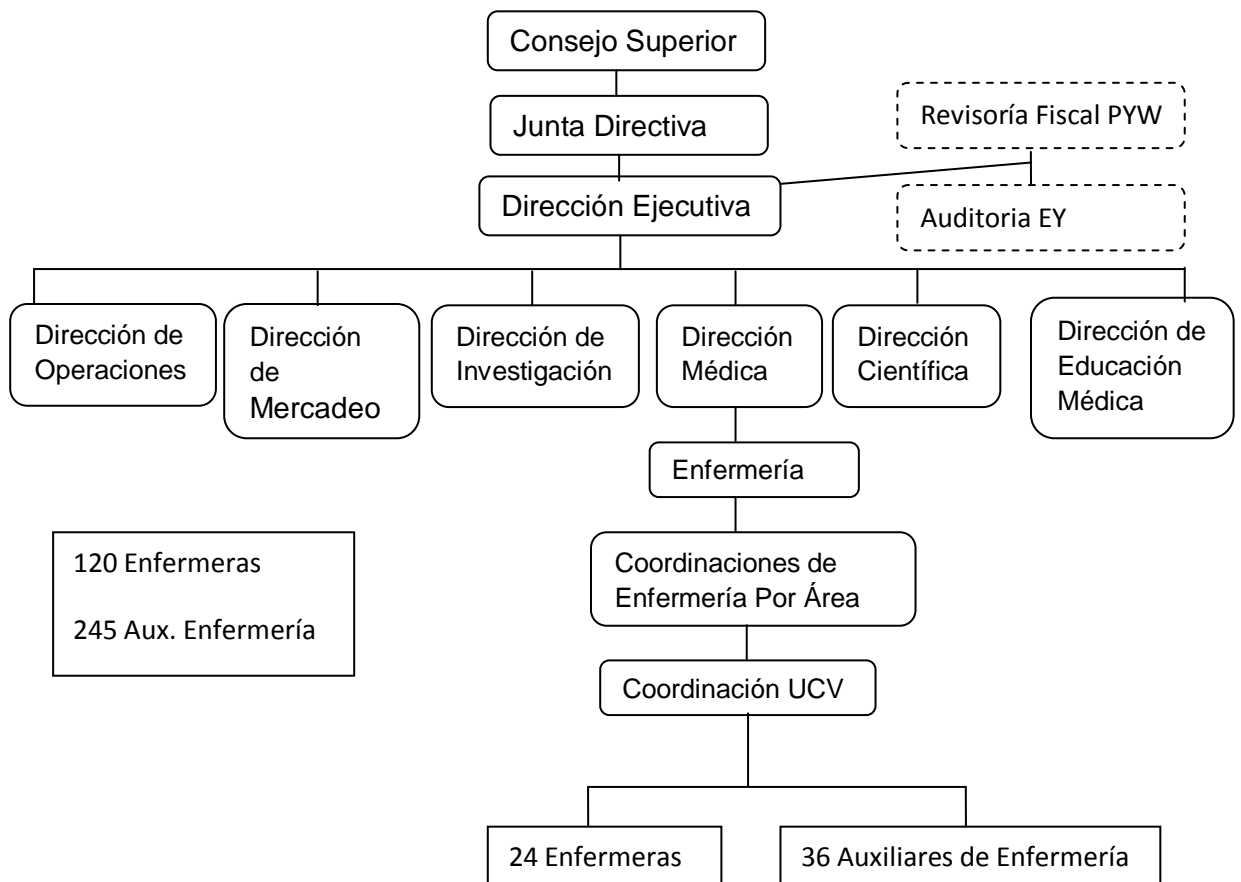 Consejo Superior
Revisoría Fiscal PYW
Junta Directiva
Dirección Ejecutiva
Auditoria EY
Dirección de
Operaciones
Dirección
de
Mercadeo
Dirección de
Investigación
Dirección
Médica
Dirección
Científica
Dirección de
Educación
Médica
Enfermería
120 Enfermeras
245 Aux. Enfermería
Coordinaciones de
Enfermería Por Área
Coordinación UCV
24 Enfermeras
36 Auxiliares de Enfermería